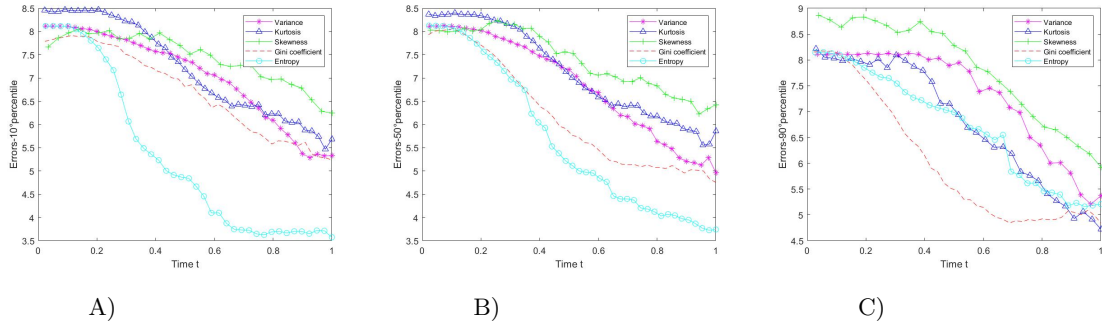 8.5
8
7.5
7
6.5
6
5.5
5
4.5
4
3.5
Errors-10°percentile
0
0.2
0.4
0.6
0.8
1
Time t
Variance
Kurtosis
Skewness
Gini coefficient
Entropy
A)
8.5
8
7.5
7
6.5
6
5.5
5
4.5
4
3.5
Errors-50°percentile
0
0.2
0.4
0.6
0.8
1
Time t
Variance
Kurtosis
Skewness
Gini coefficient
Entropy
B)
9
8.5
8
7.5
7
6.5
6
5.5
5
4.5
Errors-90°percentile
0
0.2
0.4
0.6
0.8
1
Time t
Variance
Kurtosis
Skewness
Gini coefficient
Entropy
C)